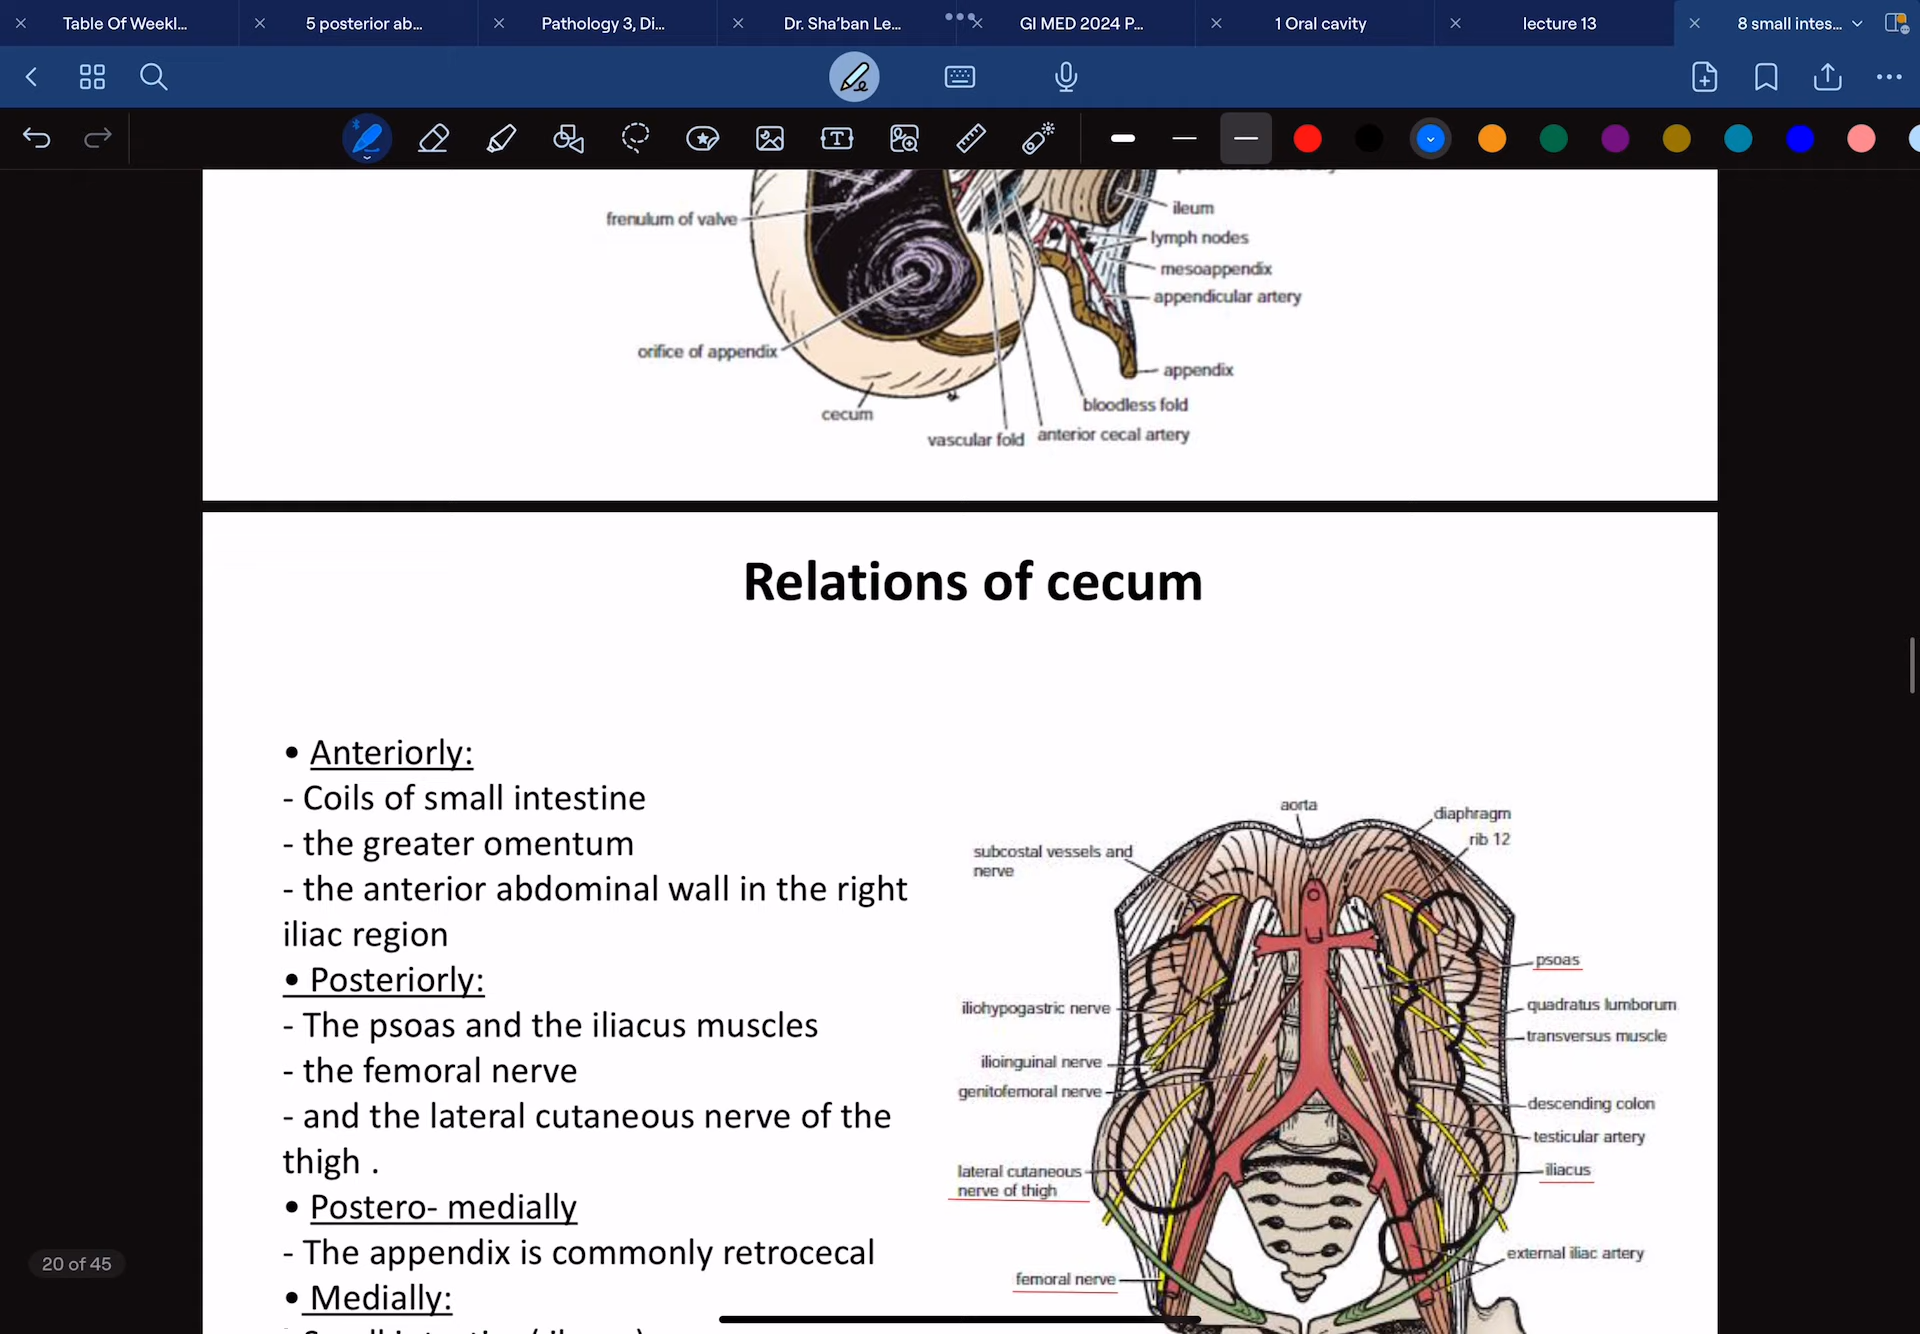 Table Of Weekl...
5 posterior ab...
Pathology 3, Di...
Dr. Sha'ban Le...
GI MED 2024 P...
1 Oral cavity
lecture 13
8 small intes...
frenulum of valve
ileum
lymph nodes
mesoappendix
appendicular artery
orifice of appendix
appendix
cecum
bloodless fold
vascular fold
anterior cecal artery
Relations of cecum
• Anteriorly:
- Coils of small intestine
- the greater omentum
- the anterior abdominal wall in the right
iliac region
• Posteriorly:
- The psoas and the iliacus muscles
- the femoral nerve
- and the lateral cutaneous nerve of the
thigh .
• Postero- medially
- The appendix is commonly retrocecal
• Medially:
aorta
diaphragm
rib 12
subcostal vessels and
nerve
psoas
iliohypogastric nerve
quadratus lumborum
transversus muscle
ilioinguinal nerve
genitofemoral nerve
descending colon
testicular artery
lateral cutaneous
nerve of thigh
iliacus
external iliac artery
femoral nerve
20 of 45